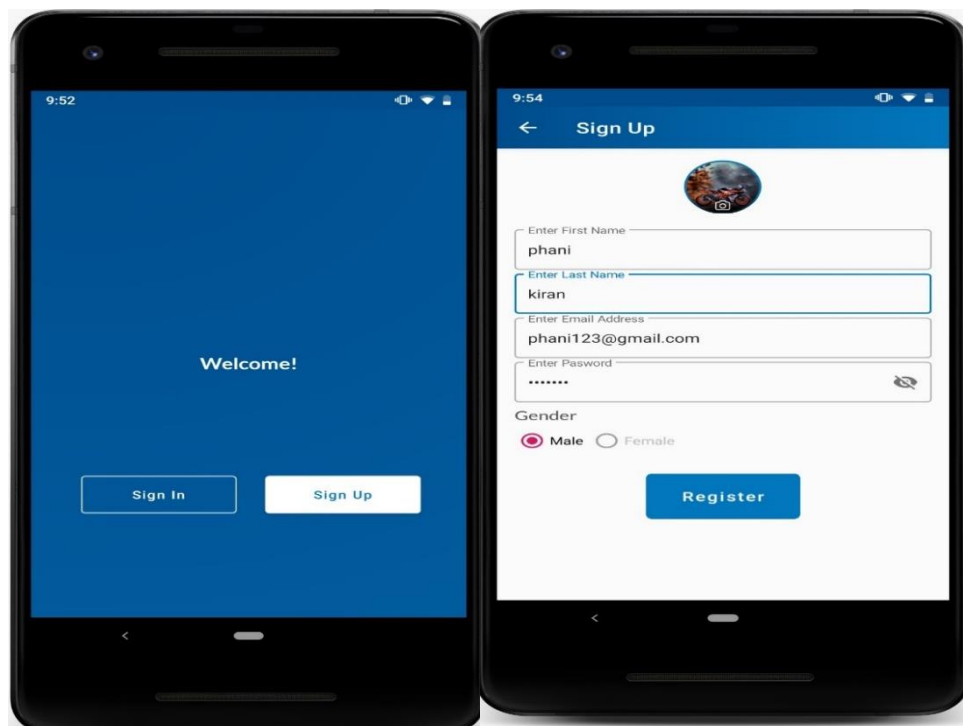 9:52
Welcome!
Sign In
Sign Up
9:54
Sign Up
Enter First Name
phani
Enter Last Name
kiran
Enter Email Address
phani123@gmail.com
Enter Pasword
•••••••
Gender
Male
Female
Register